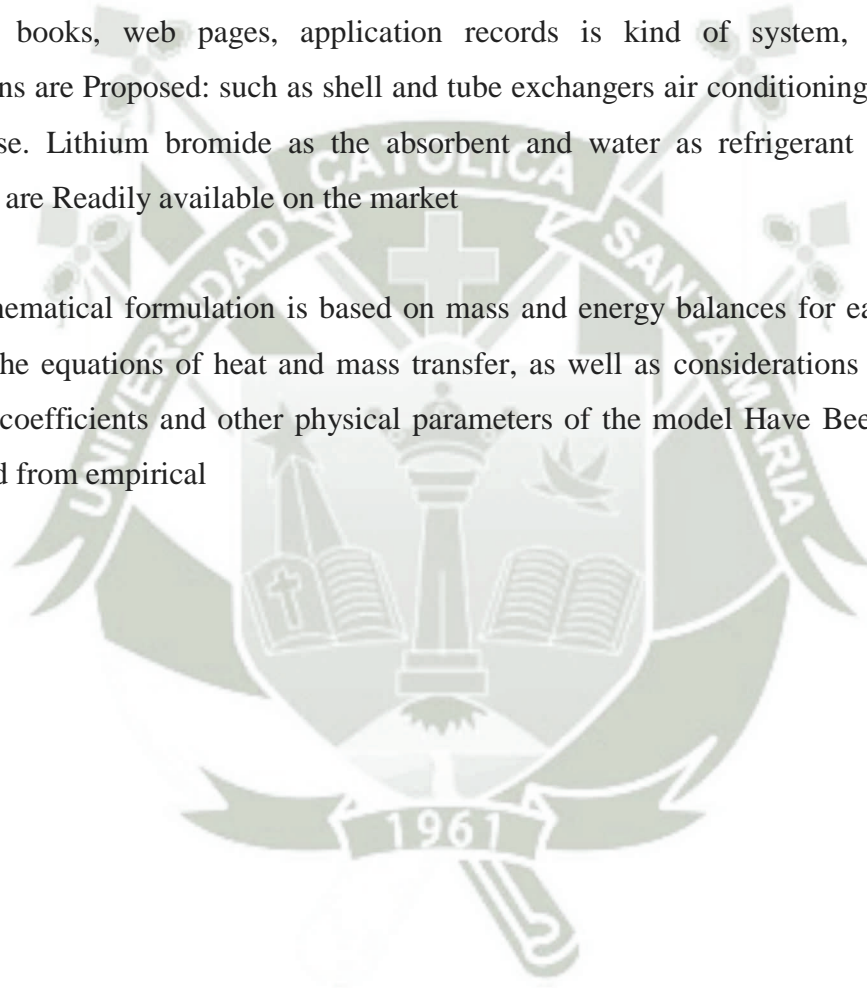 books, web pages, application records is kind of system,
ns are Proposed: such as shell and tube exchangers air conditioning
se. Lithium bromide as the absorbent and water as refrigerant
are Readily available on the market
hematical formulation is based on mass and energy balances for ea
he equations of heat and mass transfer, as well as considerations
coefficients and other physical parameters of the model Have Bee
d from empirical
UNIVERSIDAD CATOLICA SANTA MARIA
1961